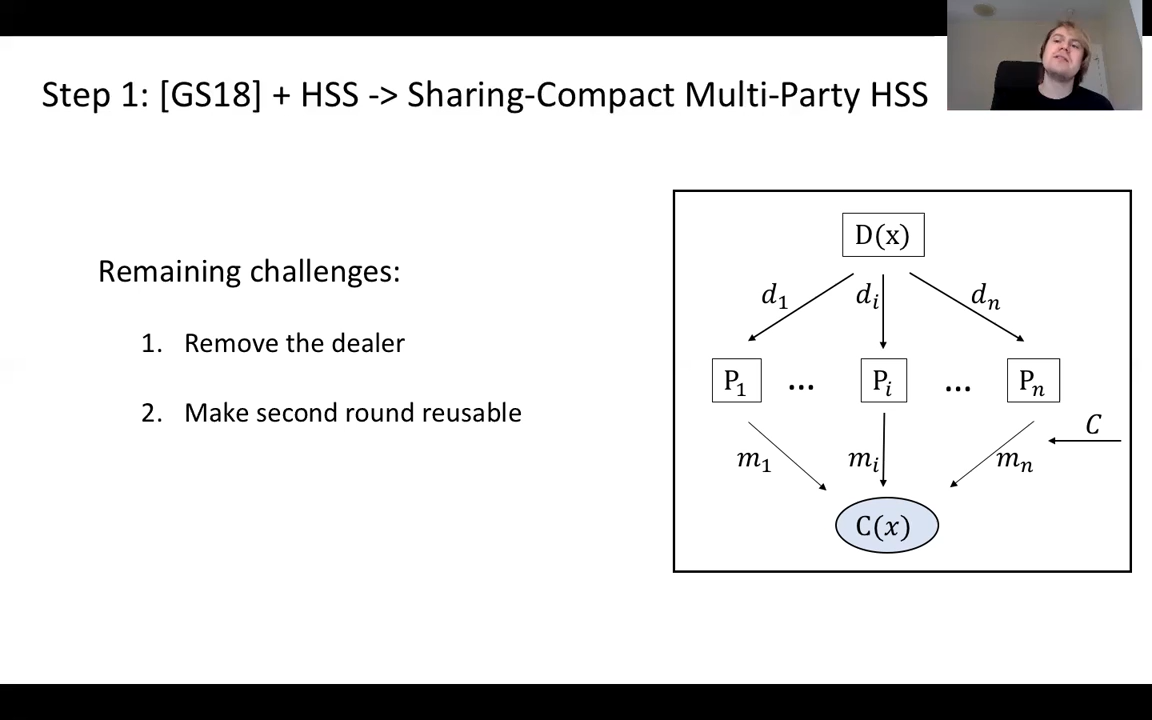 Step 1: [GS18] + HSS -> Sharing-Compact Multi-Party HSS
Remaining challenges:
1. Remove the dealer
2. Make second round reusable
D(x)
d₁ dᵢ dₙ
P₁ ... Pᵢ ... Pₙ
C
m₁ mᵢ mₙ
C(x)